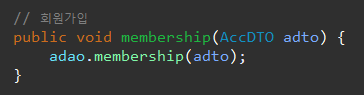 // 회원가입
public void membership(AccDTO adto) {
    adao.membership(adto);
}